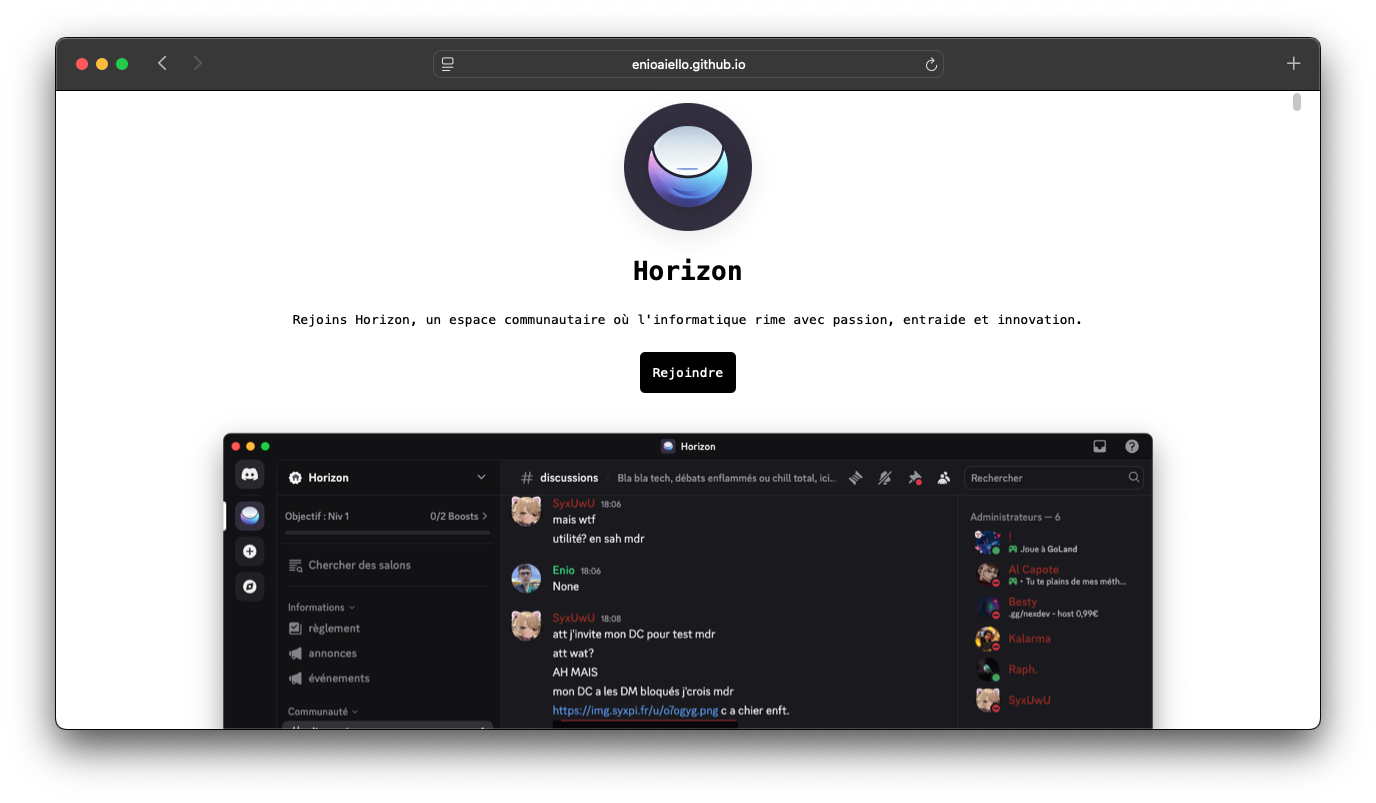 enioaiello.github.io
Horizon
Rejoins Horizon, un espace communautaire où l'informatique rime avec passion, entraide et innovation.
Rejoindre
Horizon
Horizon
Objectif : Niv 1
0/2 Boosts
Chercher des salons
Informations
règlement
annonces
événements
Communauté
discussions
Bla bla tech, débats enflammés ou chill total, ici...
SyxUwU 18:06
mais wtf
utilité? en sah mdr
Enio 18:06
None
SyxUwU 18:08
att j'invite mon DC pour test mdr
att wat?
AH MAIS
mon DC a les DM bloqués j'crois mdr
https://img.syxpi.fr/u/o7ogyg.png c a chier enft.
Rechercher
Administrateurs — 6
!
Joue à GoLand
Al Capote
• Tu te plains de mes méth...
Besty
.gg/nexdev - host 0,99€
Kalarma
Raph.
SyxUwU